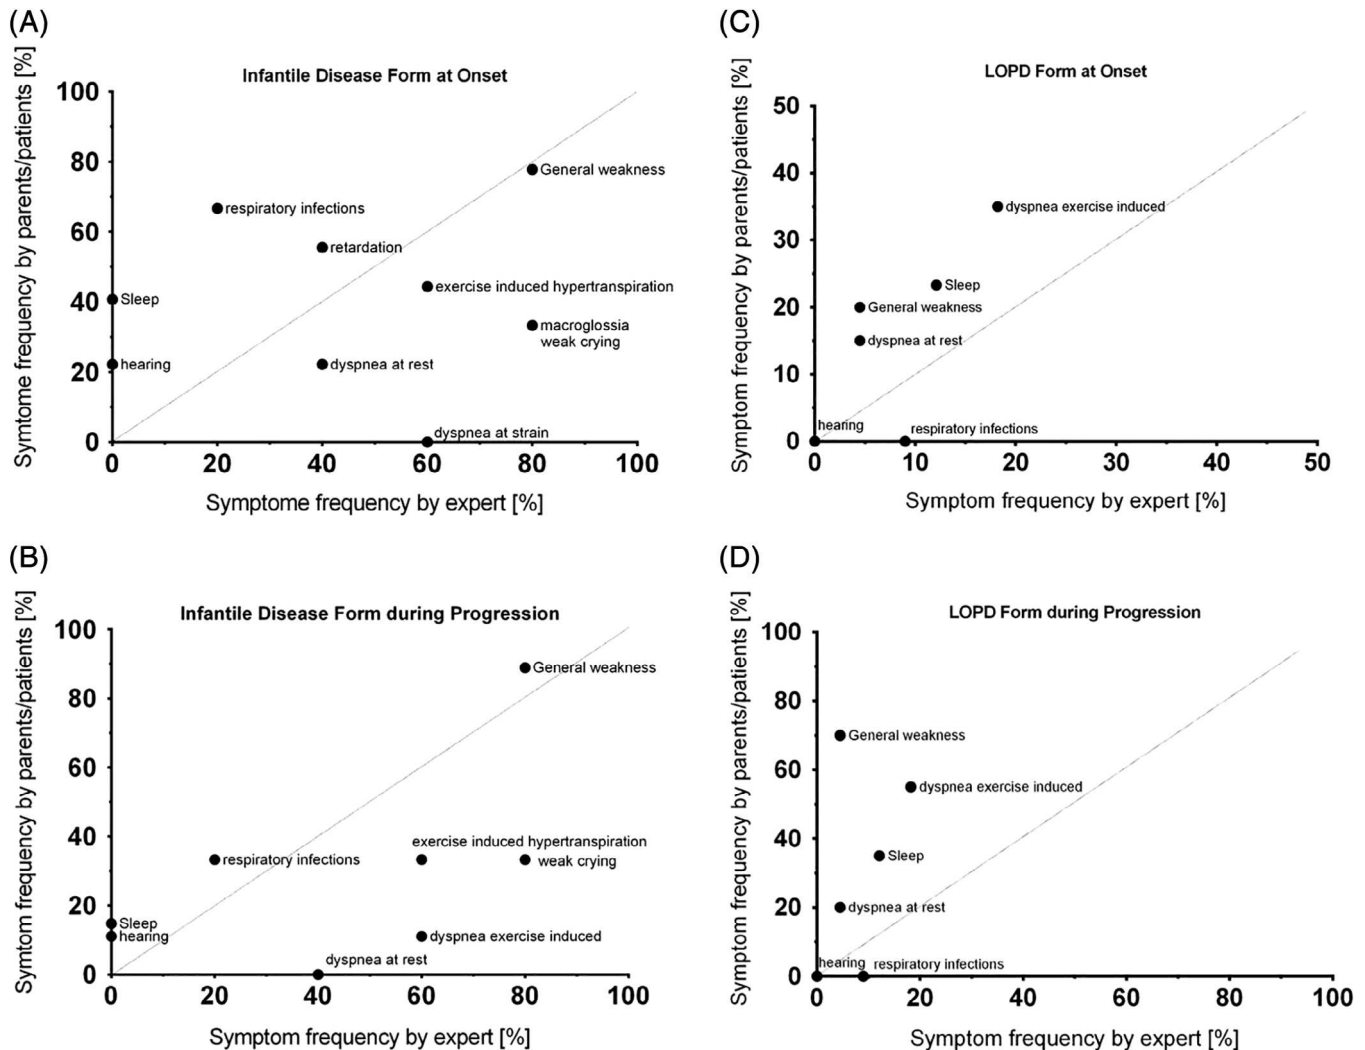 (A)
Infantile Disease Form at Onset
Symtome frequency by parents/patients [%]
100
80
60
40
20
0
General weakness
respiratory infections
retardation
Sleep
exercise induced hypertranspiration
macroglossia
weak crying
hearing
dyspnea at rest
dyspnea at strain
0 20 40 60 80 100
Symptome frequency by expert [%]
(C)
LOPD Form at Onset
Symptom frequency by parents/patients [%]
50
40
30
20
10
0
dyspnea exercise induced
Sleep
General weakness
dyspnea at rest
hearing
respiratory infections
0 10 20 30 40 50
Symptom frequency by expert [%]
(B)
Infantile Disease Form during Progression
Symtom frequency by parents/patients [%]
100
80
60
40
20
0
General weakness
exercise induced hypertranspiration
respiratory infections
weak crying
Sleep
hearing
dyspnea exercise induced
dyspnea at rest
0 20 40 60 80 100
Symptom frequency by expert [%]
(D)
LOPD Form during Progression
Symptom frequency by parents/patients [%]
100
80
60
40
20
0
General weakness
dyspnea exercise induced
Sleep
dyspnea at rest
hearing
respiratory infections
0 20 40 60 80 100
Symptom frequency by expert [%]